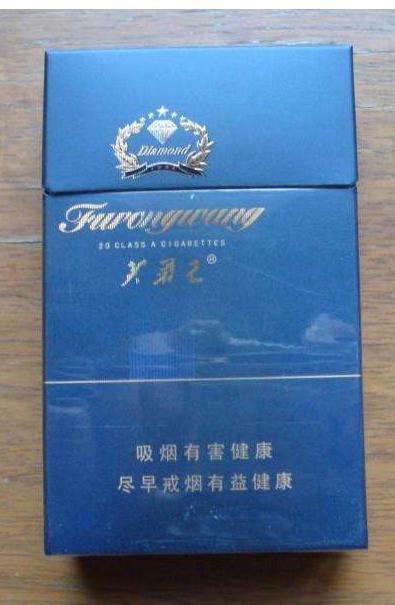 Diamond
Furongwang
20 CLASS A CIGARETTES
芙蓉王®
吸烟有害健康
尽早戒烟有益健康